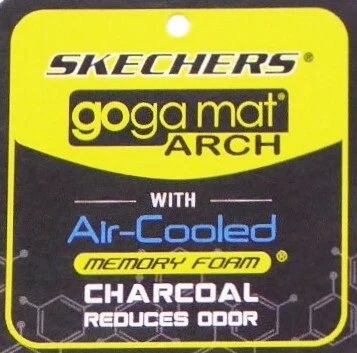 SKECHERS®
goga mat®
ARCH
WITH
Air-Cooled
MEMORY FOAM®
CHARCOAL
REDUCES ODOR